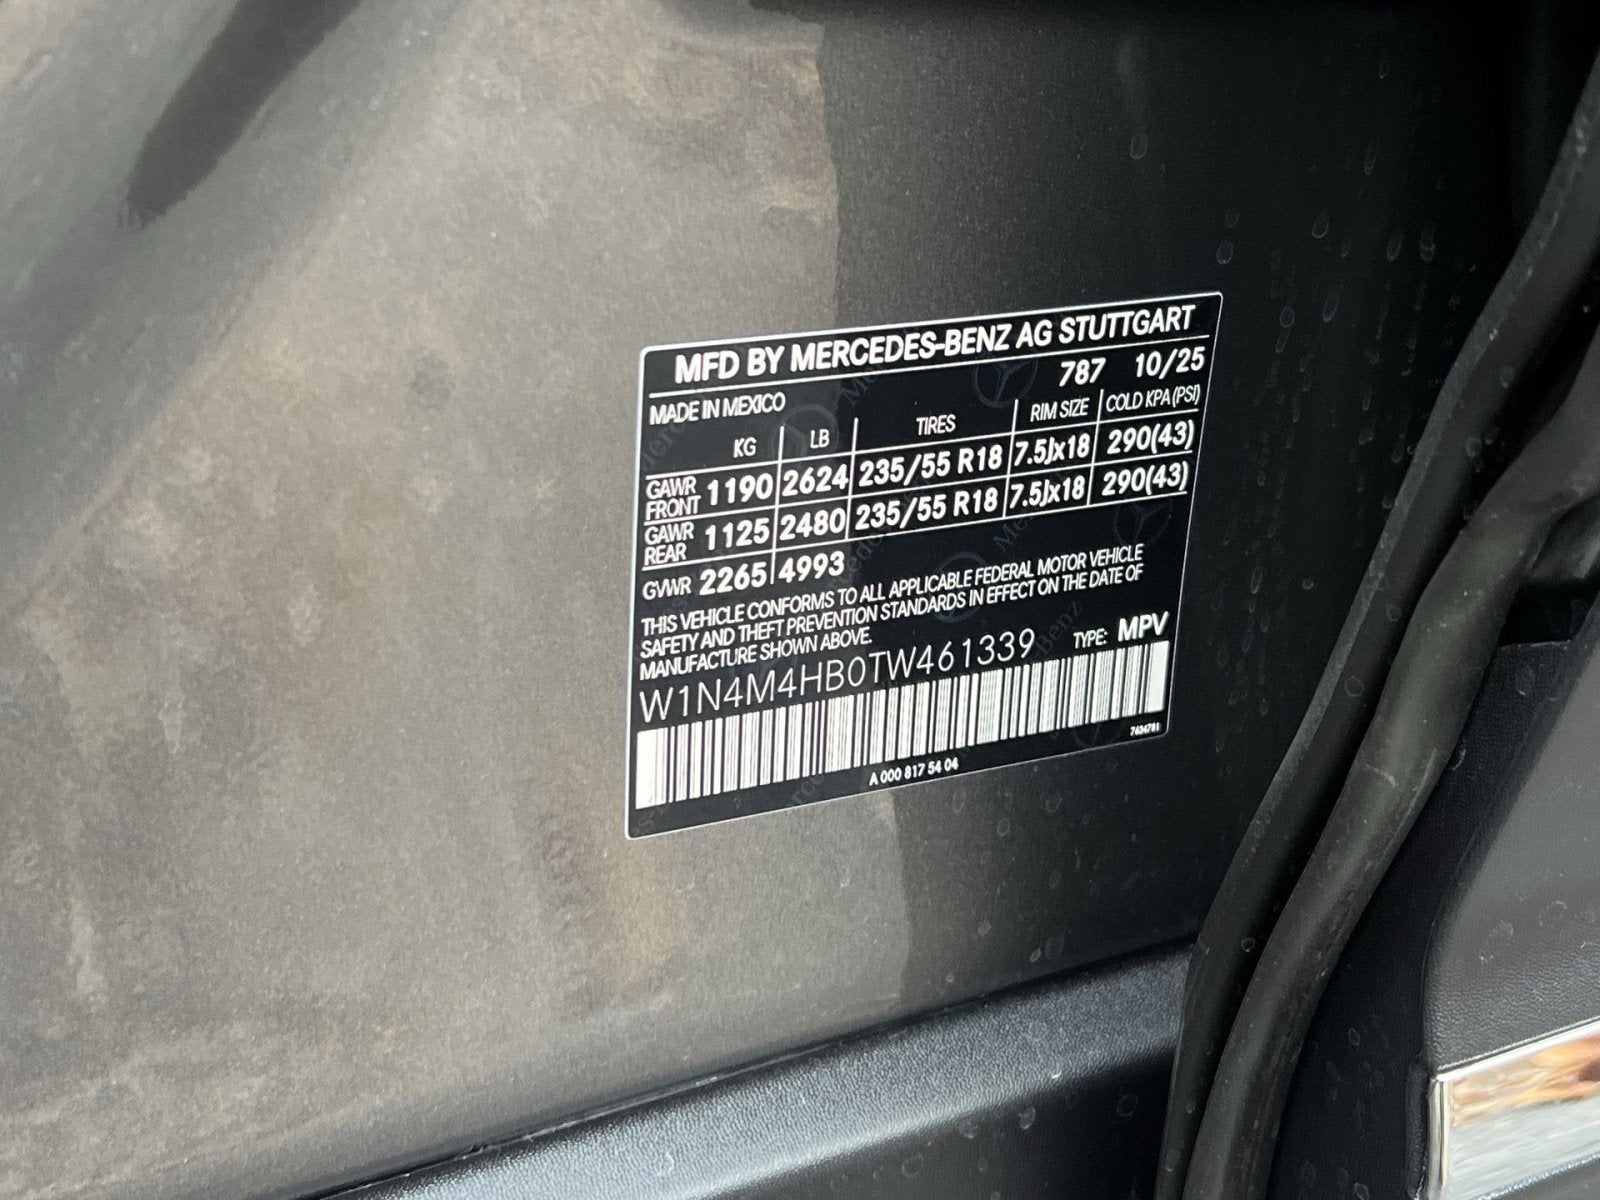 MFD BY MERCEDES-BENZ AG STUTTGART
MADE IN MEXICO 787 10/25
KG LB TIRES RIM SIZE COLD KPA(PSI)
GAWR FRONT 1190 2624 235/55 R18 7.5Jx18 290(43)
GAWR REAR 1125 2480 235/55 R18 7.5Jx18 290(43)
GVWR 2265 4993
THIS VEHICLE CONFORMS TO ALL APPLICABLE FEDERAL MOTOR VEHICLE
SAFETY AND THEFT PREVENTION STANDARDS IN EFFECT ON THE DATE OF
MANUFACTURE SHOWN ABOVE.
W1N4M4HB0TW461339 TYPE: MPV
7434781
A 000 817 54 04